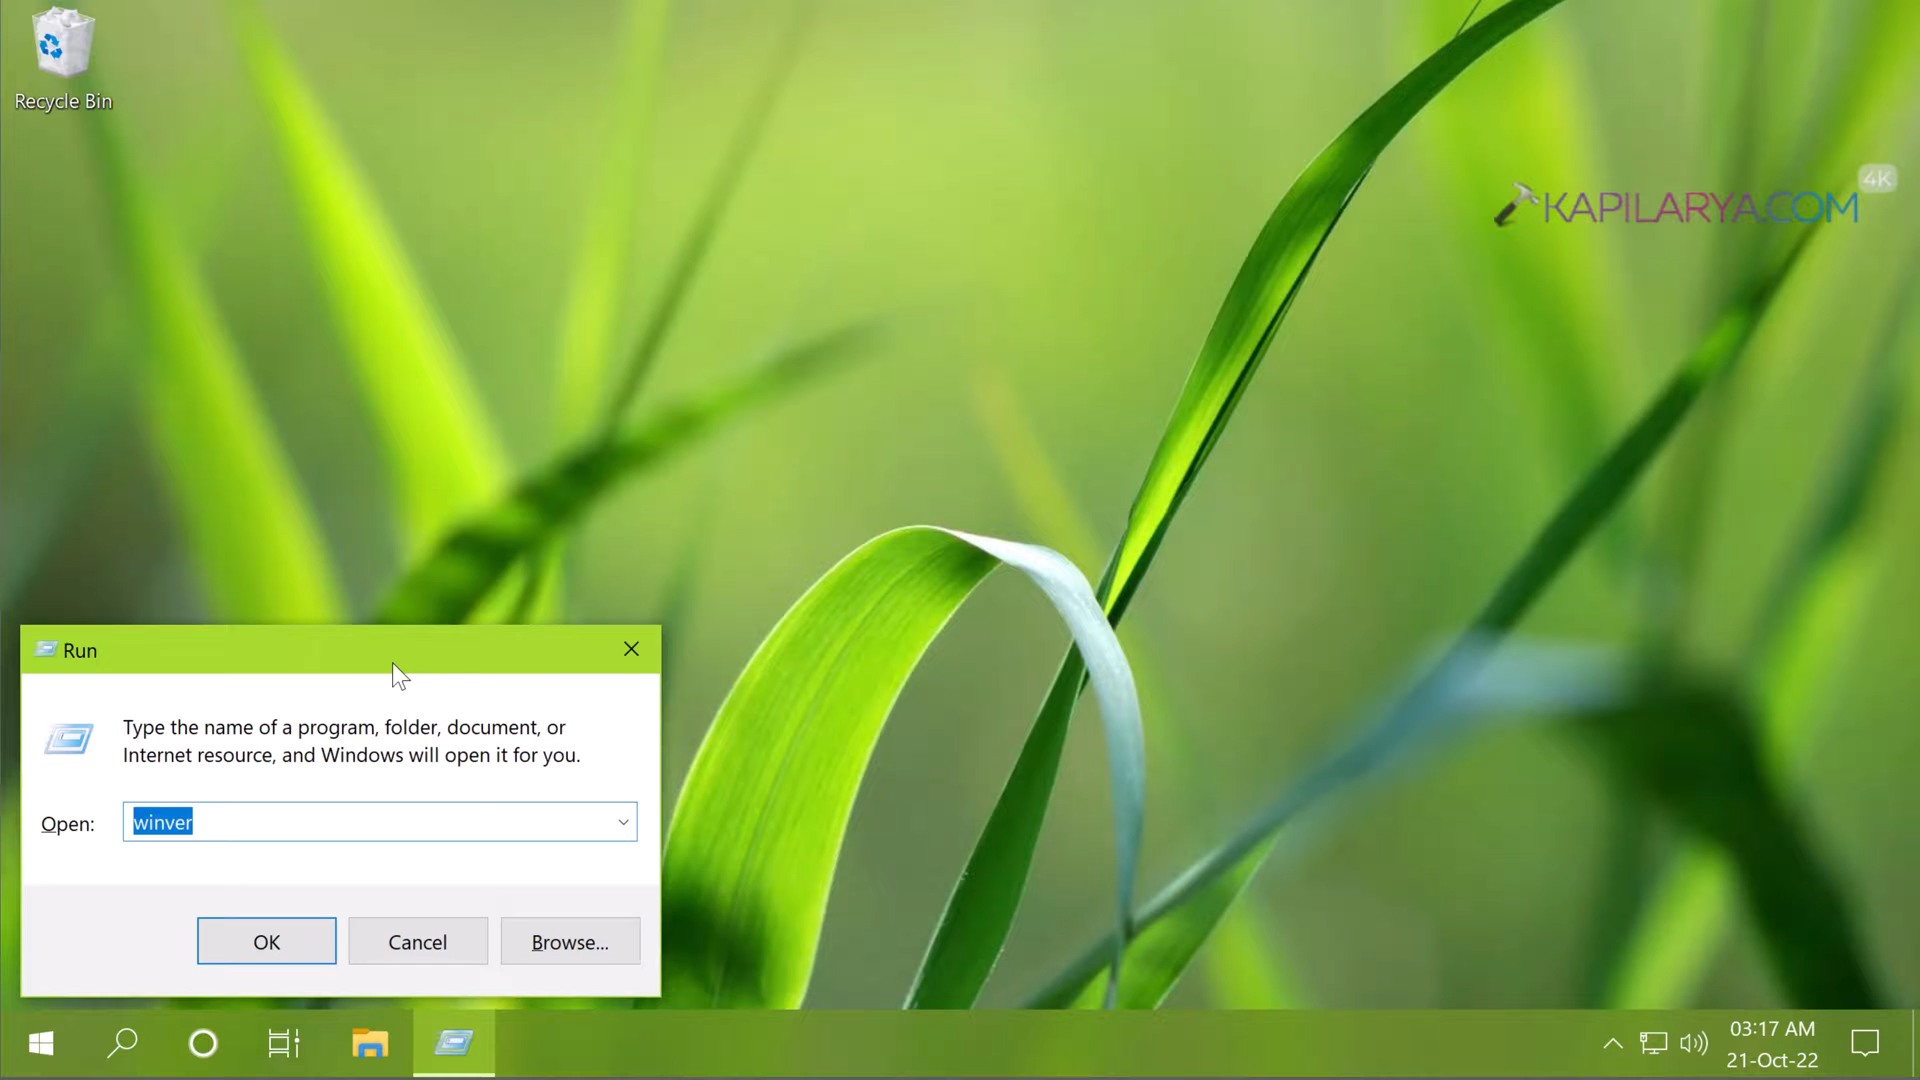 Recycle Bin
4K
KAPILARYA.COM
Run
Type the name of a program, folder, document, or
Internet resource, and Windows will open it for you.
Open:
winver
OK
Cancel
Browse...
03:17 AM
21-Oct-22